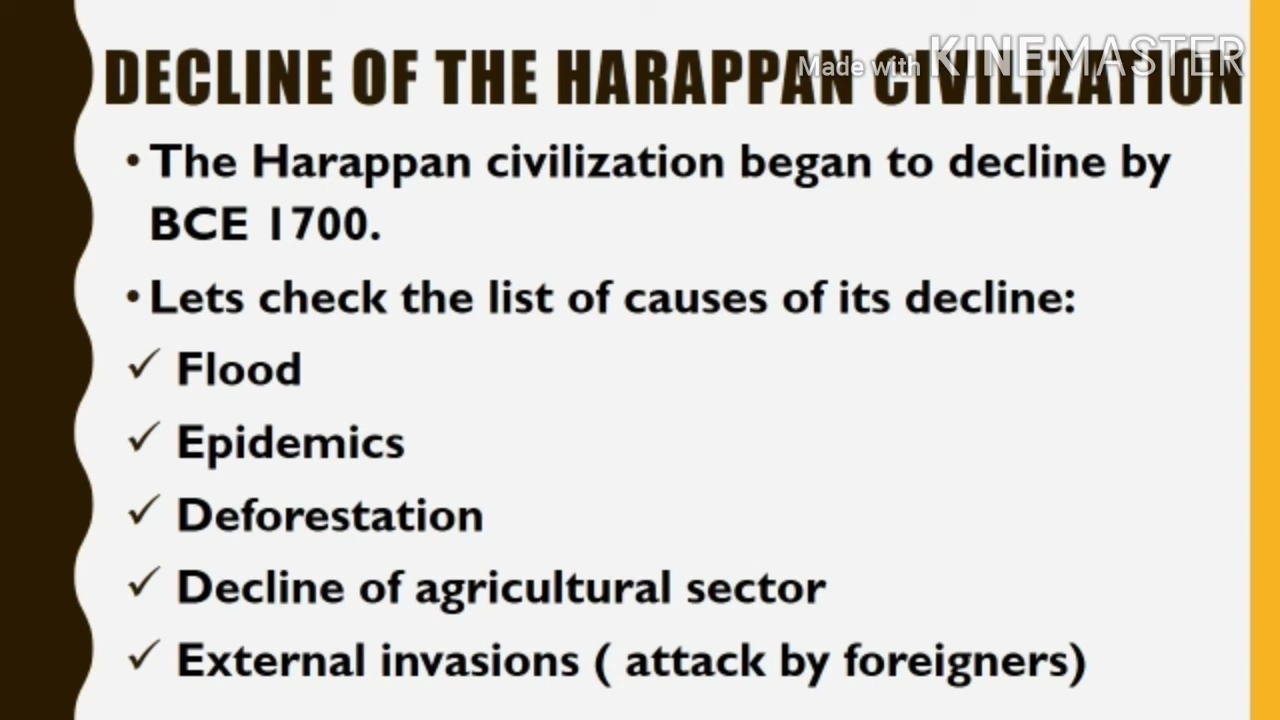 Made with KINEMASTER
DECLINE OF THE HARAPPAN CIVILIZATION
• The Harappan civilization began to decline by
BCE 1700.
• Lets check the list of causes of its decline:
✓ Flood
✓ Epidemics
✓ Deforestation
✓ Decline of agricultural sector
✓ External invasions ( attack by foreigners)